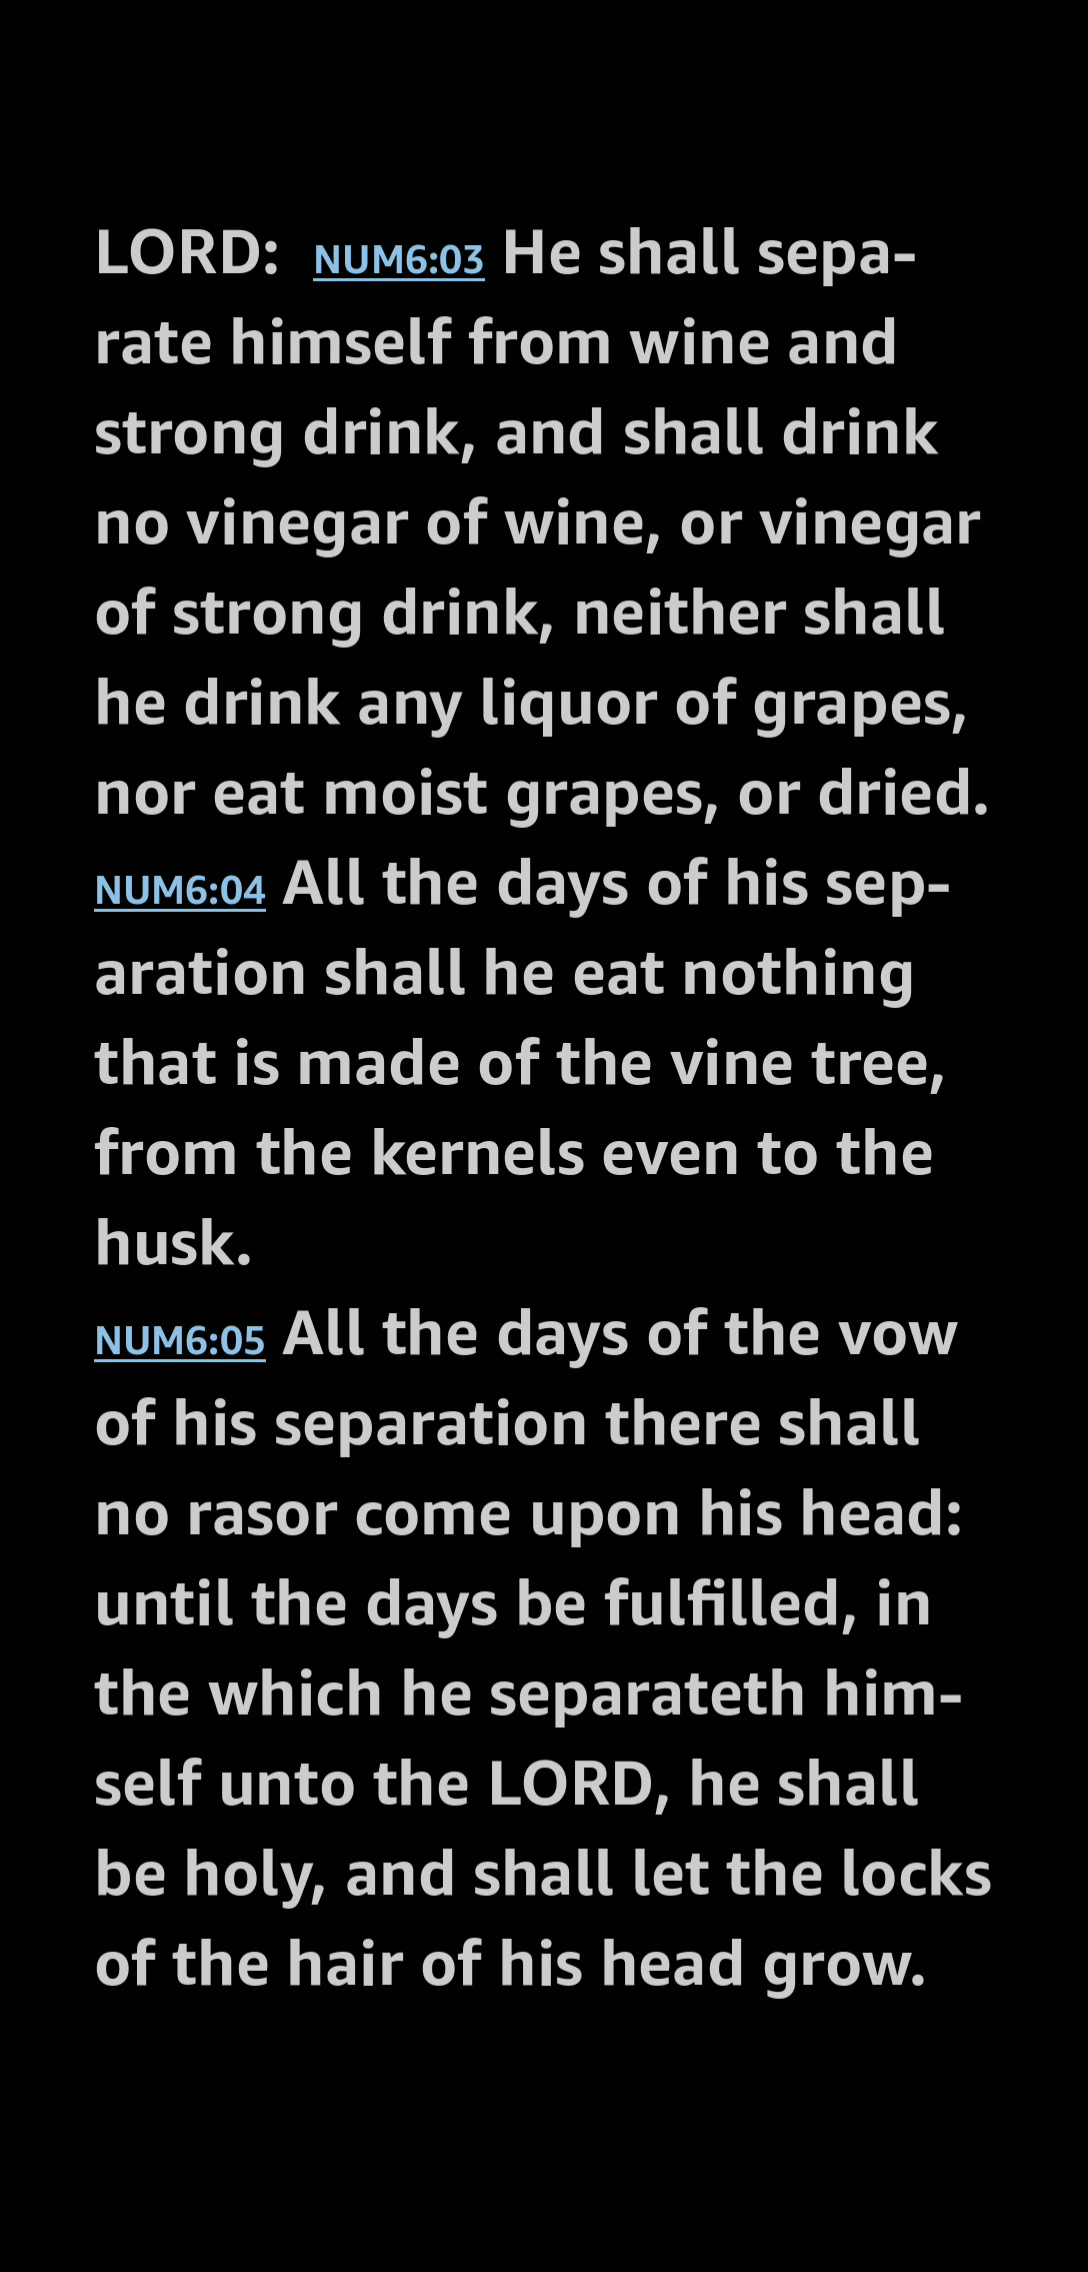 LORD: NUM6:03 He shall sepa-
rate himself from wine and
strong drink, and shall drink
no vinegar of wine, or vinegar
of strong drink, neither shall
he drink any liquor of grapes,
nor eat moist grapes, or dried.
NUM6:04 All the days of his sep-
aration shall he eat nothing
that is made of the vine tree,
from the kernels even to the
husk.
NUM6:05 All the days of the vow
of his separation there shall
no rasor come upon his head:
until the days be fulfilled, in
the which he separateth him-
self unto the LORD, he shall
be holy, and shall let the locks
of the hair of his head grow.